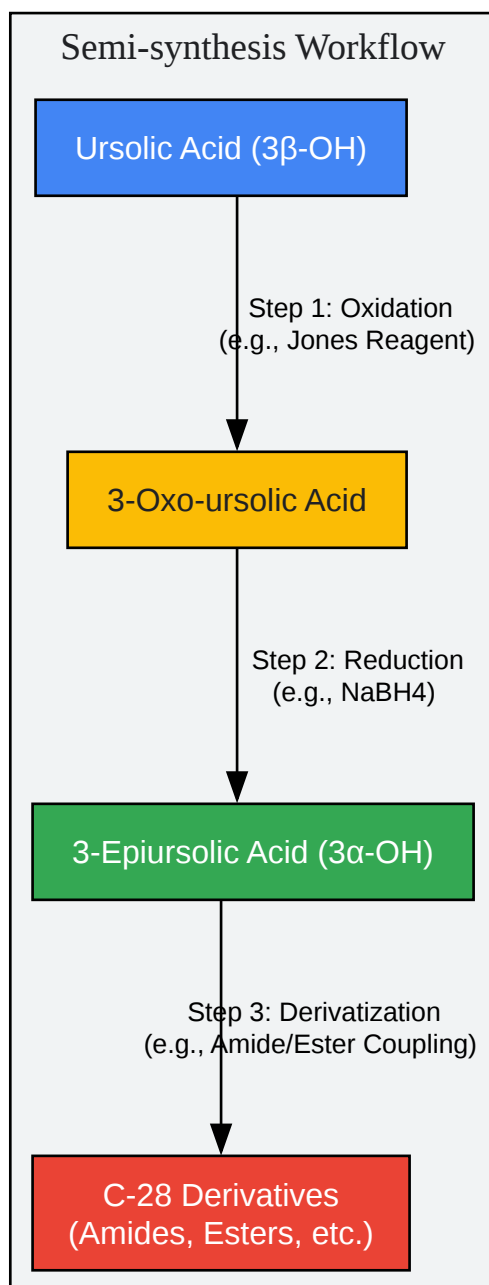 Semi-synthesis Workflow
Ursolic Acid (3β-OH)
Step 1: Oxidation
(e.g., Jones Reagent)
3-Oxo-ursolic Acid
Step 2: Reduction
(e.g., NaBH4)
3-Epiursolic Acid (3α-OH)
Step 3: Derivatization
(e.g., Amide/Ester Coupling)
C-28 Derivatives
(Amides, Esters, etc.)